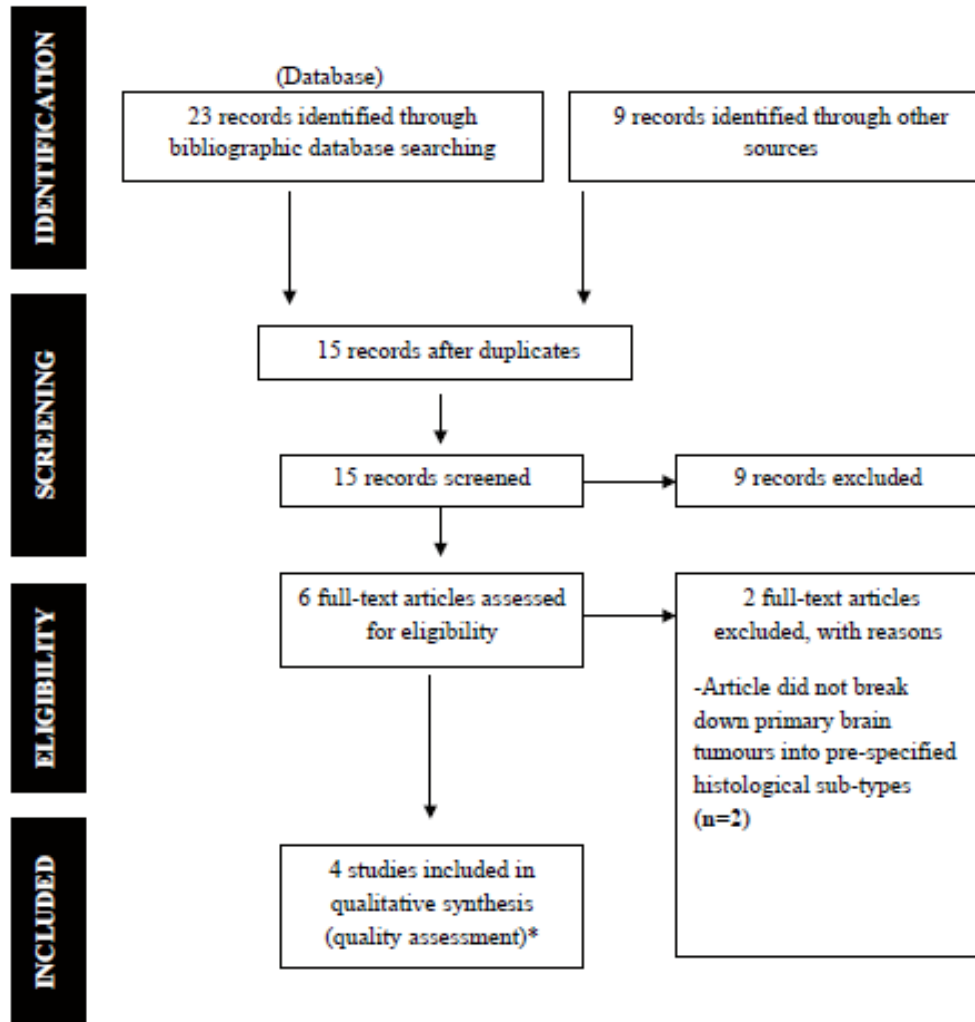 IDENTIFICATION
(Database)
23 records identified through
bibliographic database searching
9 records identified through other
sources
SCREENING
15 records after duplicates
15 records screened
9 records excluded
ELIGIBILITY
6 full-text articles assessed
for eligibility
2 full-text articles
excluded, with reasons
-Article did not break
down primary brain
tumours into pre-specified
histological sub-types
(n=2)
INCLUDED
4 studies included in
qualitative synthesis
(quality assessment)*